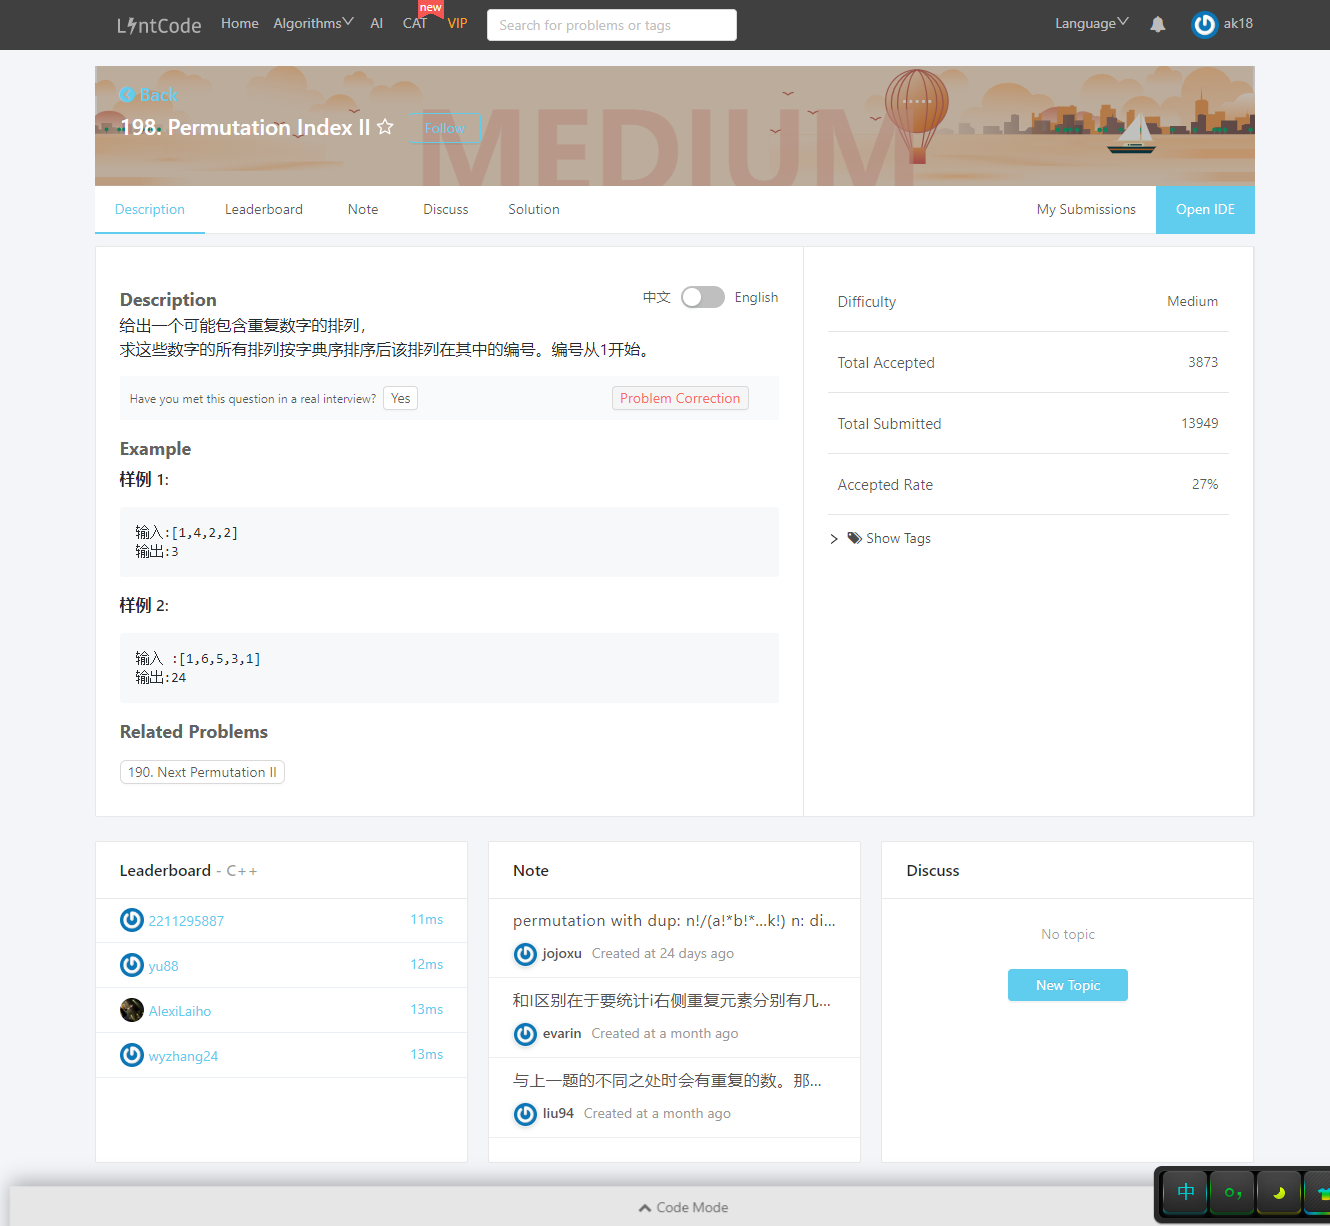 LintCode Home Algorithms AI CAT new VIP Search for problems or tags Language ak18
MEDIUM
Back
198. Permutation Index II Follow
Description Leaderboard Note Discuss Solution My Submissions Open IDE
Description 中文 English
给出一个可能包含重复数字的排列，
求这些数字的所有排列按字典序排序后该排列在其中的编号。编号从1开始。
Have you met this question in a real interview? Yes Problem Correction
Example
样例 1:
输入:[1,4,2,2]
输出:3
样例 2:
输入 :[1,6,5,3,1]
输出:24
Related Problems
190. Next Permutation II
Difficulty Medium
Total Accepted 3873
Total Submitted 13949
Accepted Rate 27%
Show Tags
Leaderboard - C++
2211295887 11ms
yu88 12ms
AlexiLaiho 13ms
wyzhang24 13ms
Note
permutation with dup: n!/(a!*b!*...k!) n: di...
jojoxu Created at 24 days ago
和I区别在于要统计i右侧重复元素分别有几...
evarin Created at a month ago
与上一题的不同之处时会有重复的数。那...
liu94 Created at a month ago
Discuss
No topic
New Topic
Code Mode
中